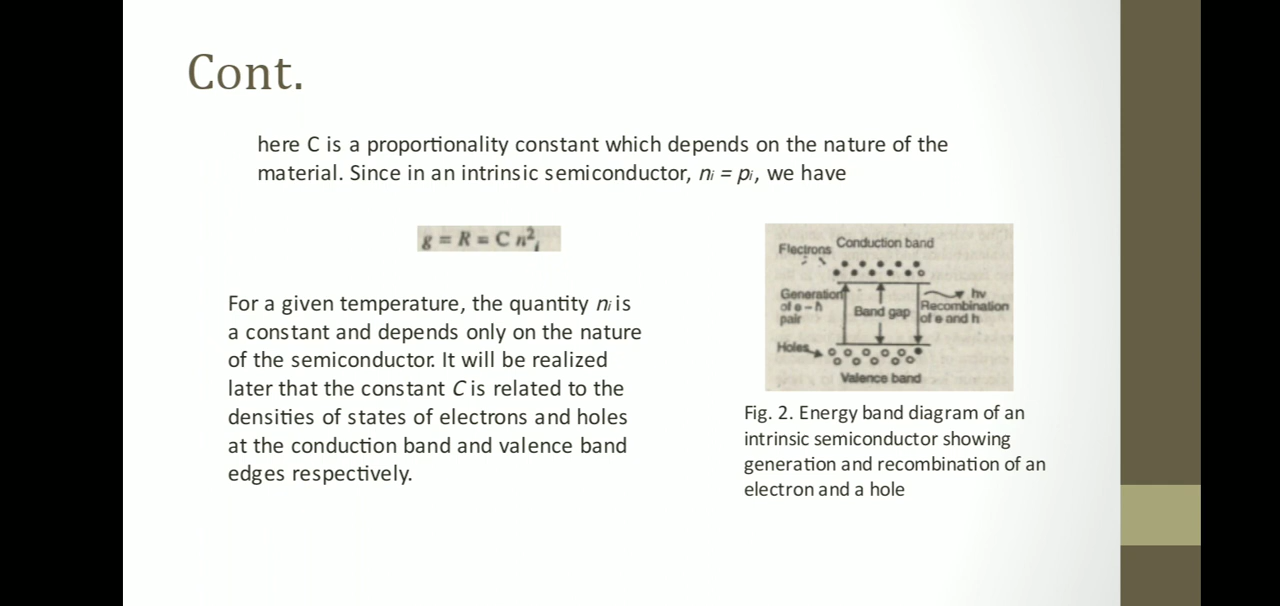 Cont.
here C is a proportionality constant which depends on the nature of the
material. Since in an intrinsic semiconductor, nᵢ = pᵢ, we have
g = R = C n²ᵢ
For a given temperature, the quantity nᵢ is
a constant and depends only on the nature
of the semiconductor. It will be realized
later that the constant C is related to the
densities of states of electrons and holes
at the conduction band and valence band
edges respectively.
Electrons Conduction band
Generation
of e – h
pair
Band gap
hν
Recombination
of e and h
Holes
Valence band
Fig. 2. Energy band diagram of an
intrinsic semiconductor showing
generation and recombination of an
electron and a hole